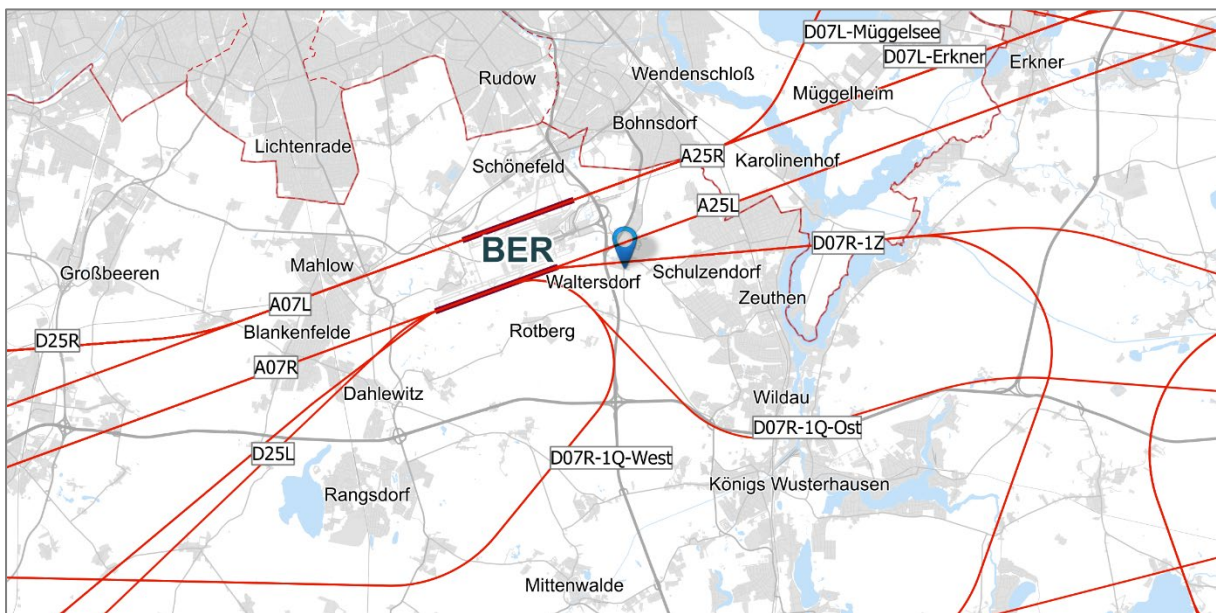 D07L-Müggelsee
D07L-Erkner
Erkner
Wendenschloß
Rudow
Müggelheim
Bohnsdorf
Lichtenrade
Schönefeld
A25R
Karolinenhof
A25L
D07R-1Z
BER
Großbeeren
Mahlow
Waltersdorf
Schulzendorf
Zeuthen
A07L
Blankenfelde
Rotberg
D25R
A07R
Dahlewitz
Wildau
D07R-1Q-Ost
D25L
D07R-1Q-West
Rangsdorf
Königs Wusterhausen
Mittenwalde